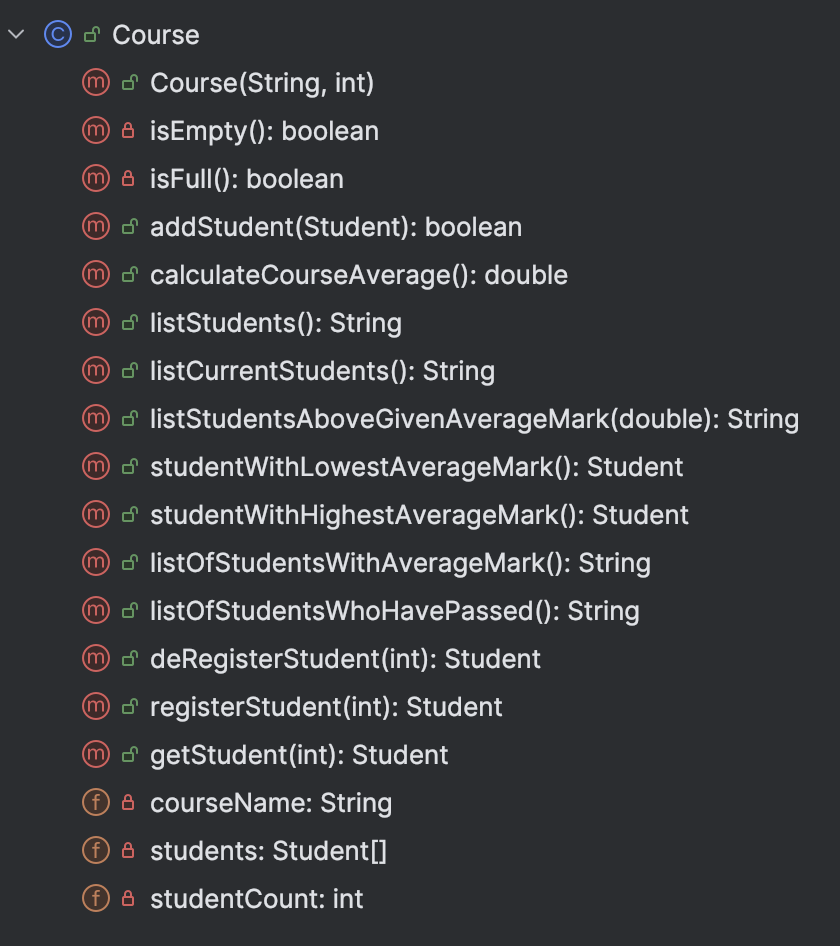 Course
Course(String, int)
isEmpty(): boolean
isFull(): boolean
addStudent(Student): boolean
calculateCourseAverage(): double
listStudents(): String
listCurrentStudents(): String
listStudentsAboveGivenAverageMark(double): String
studentWithLowestAverageMark(): Student
studentWithHighestAverageMark(): Student
listOfStudentsWithAverageMark(): String
listOfStudentsWhoHavePassed(): String
deRegisterStudent(int): Student
registerStudent(int): Student
getStudent(int): Student
courseName: String
students: Student[]
studentCount: int